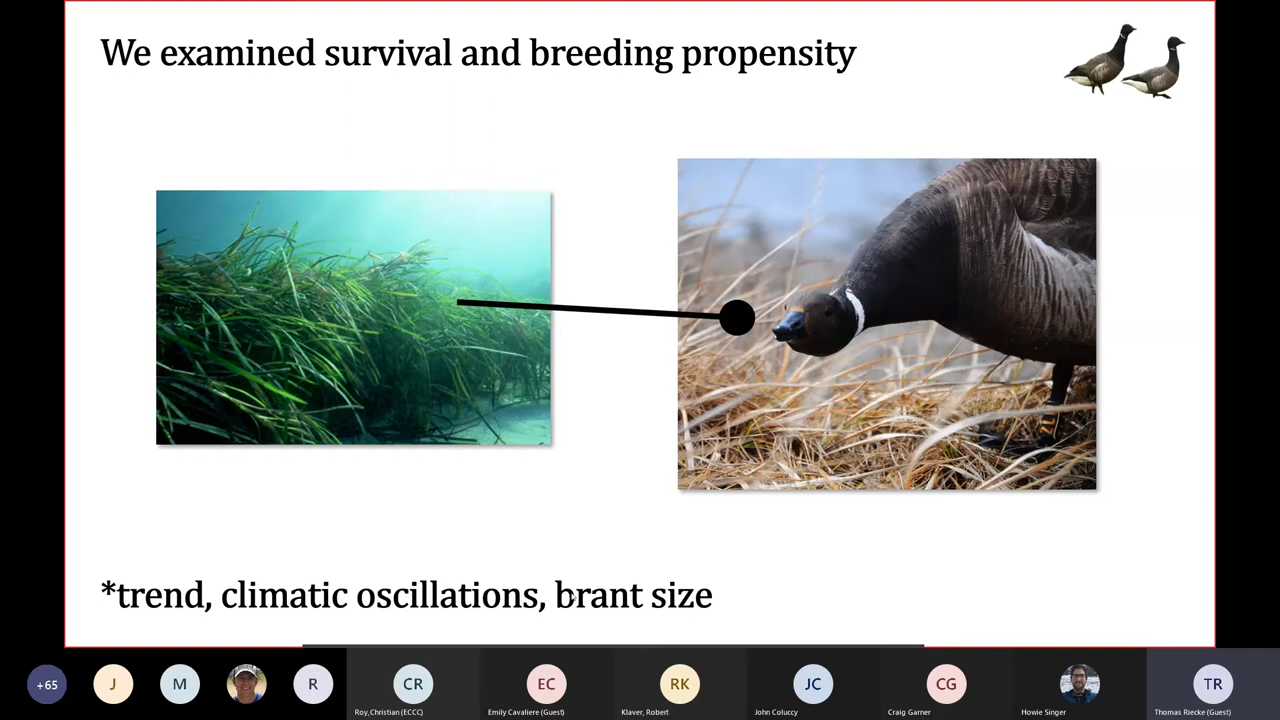 We examined survival and breeding propensity
*trend, climatic oscillations, brant size
+65
J
M
R
CR
EC
RK
JC
CG
TR
Roy,Christian (ECCC)
Emily Cavaliere (Guest)
Klaver, Robert
John Coluccy
Craig Garner
Howie Singer
Thomas Riecke (Guest)